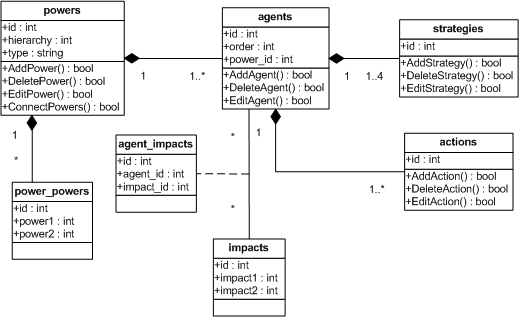 powers
+id : int
+hierarchy : int
+type : string
+AddPower() : bool
+DeletePower() : bool
+EditPower() : bool
+ConnectPowers() : bool
1
1..*
agents
+id : int
+order : int
+power_id : int
+AddAgent() : bool
+DeleteAgent() : bool
+EditAgent() : bool
1
1..4
strategies
+id : int
+AddStrategy() : bool
+DeleteStrategy() : bool
+EditStrategy() : bool
1
*
power_powers
+id : int
+power1 : int
+power2 : int
agent_impacts
+id : int
+agent_id : int
+impact_id : int
*
*
1
1..*
actions
+id : int
+AddAction() : bool
+DeleteAction() : bool
+EditAction() : bool
impacts
+id : int
+impact1 : int
+impact2 : int